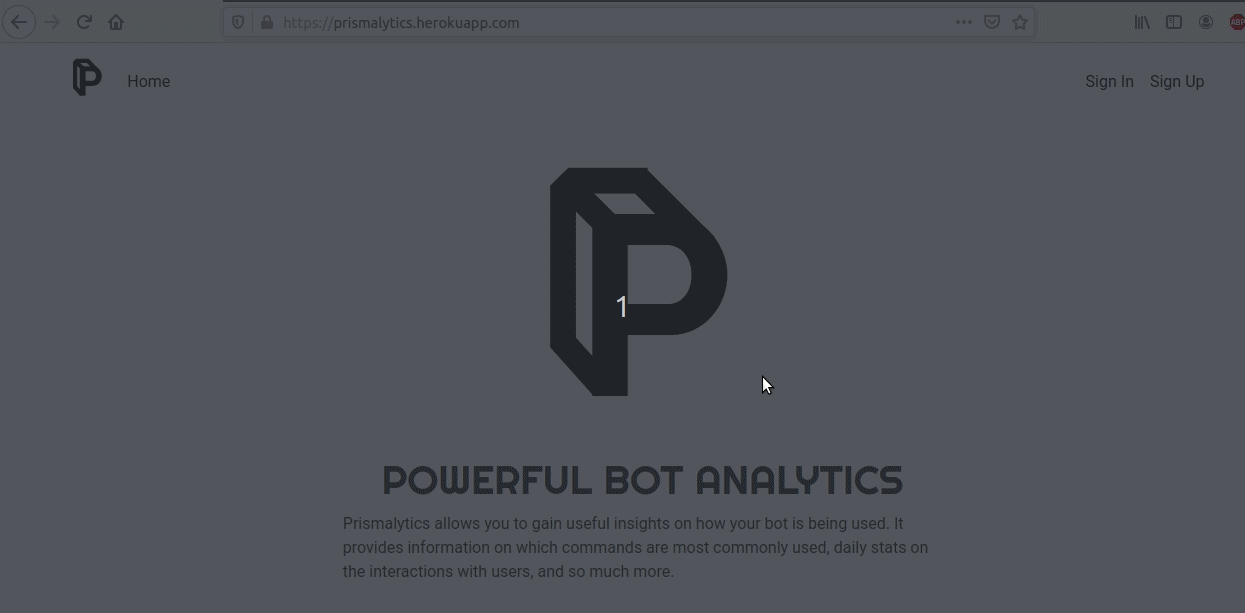 https://prismalytics.herokuapp.com
ABP
Home
Sign In
Sign Up
P
1
POWERFUL BOT ANALYTICS
Prismalytics allows you to gain useful insights on how your bot is being used. It
provides information on which commands are most commonly used, daily stats on
the interactions with users, and so much more.